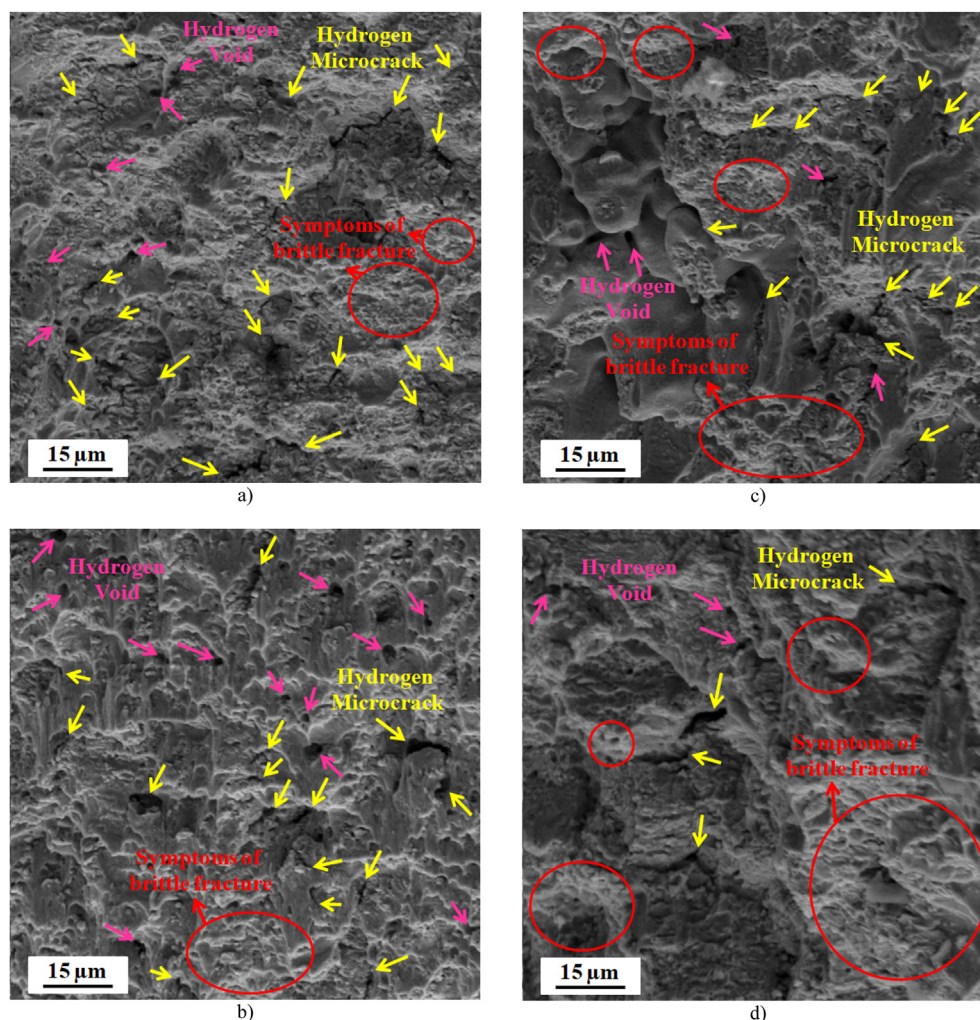 Hydrogen
Void
Hydrogen
Microcrack
Symptoms of
brittle fracture
15 μm
a)
Hydrogen
Microcrack
Hydrogen
Void
Symptoms of
brittle fracture
15 μm
c)
Hydrogen
Void
Hydrogen
Microcrack
Symptoms of
brittle fracture
15 μm
b)
Hydrogen
Void
Hydrogen
Microcrack
Symptoms of
brittle fracture
15 μm
d)